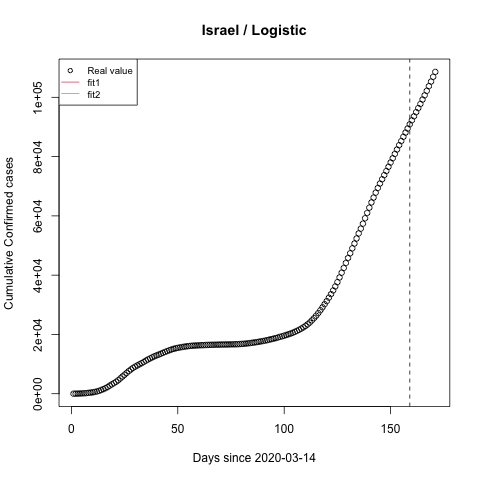 Israel / Logistic
Real value
fit1
fit2
Cumulative Confirmed cases
1e+05
8e+04
6e+04
4e+04
2e+04
0e+00
0 50 100 150
Days since 2020-03-14